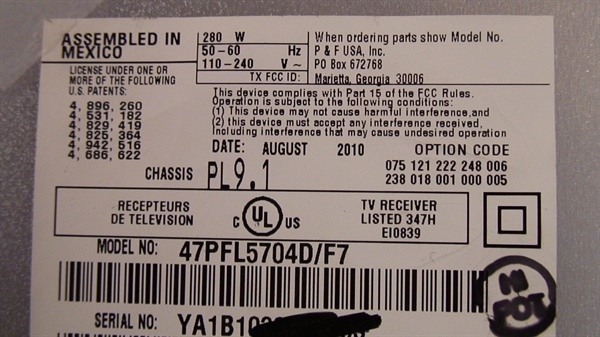 ASSEMBLED IN
MEXICO
LICENSE UNDER ONE OR
MORE OF THE FOLLOWING
U.S. PATENTS:
4, 896, 260
4, 531, 182
4, 829, 419
4, 825, 364
4, 942, 516
4, 686, 622
280 W
50-60 Hz
110-240 V ~
TX FCC ID:
When ordering parts show Model No.
P & F USA, Inc.
PO Box 672768
Marietta, Georgia 30006
This device complies with Part 15 of the FCC Rules.
Operation is subject to the following conditions:
(1) This device may not cause harmful interference,and
(2) this device must accept any interference received,
Including interference that may cause undesired operation
DATE: AUGUST 2010
OPTION CODE
075 121 222 248 006
238 018 001 000 005
CHASSIS PL9.1
RECEPTEURS
DE TELEVISION
C UL US
TV RECEIVER
LISTED 347H
EI0839
MODEL NO: 47PFL5704D/F7
HI
POT
SERIAL NO: YA1B10